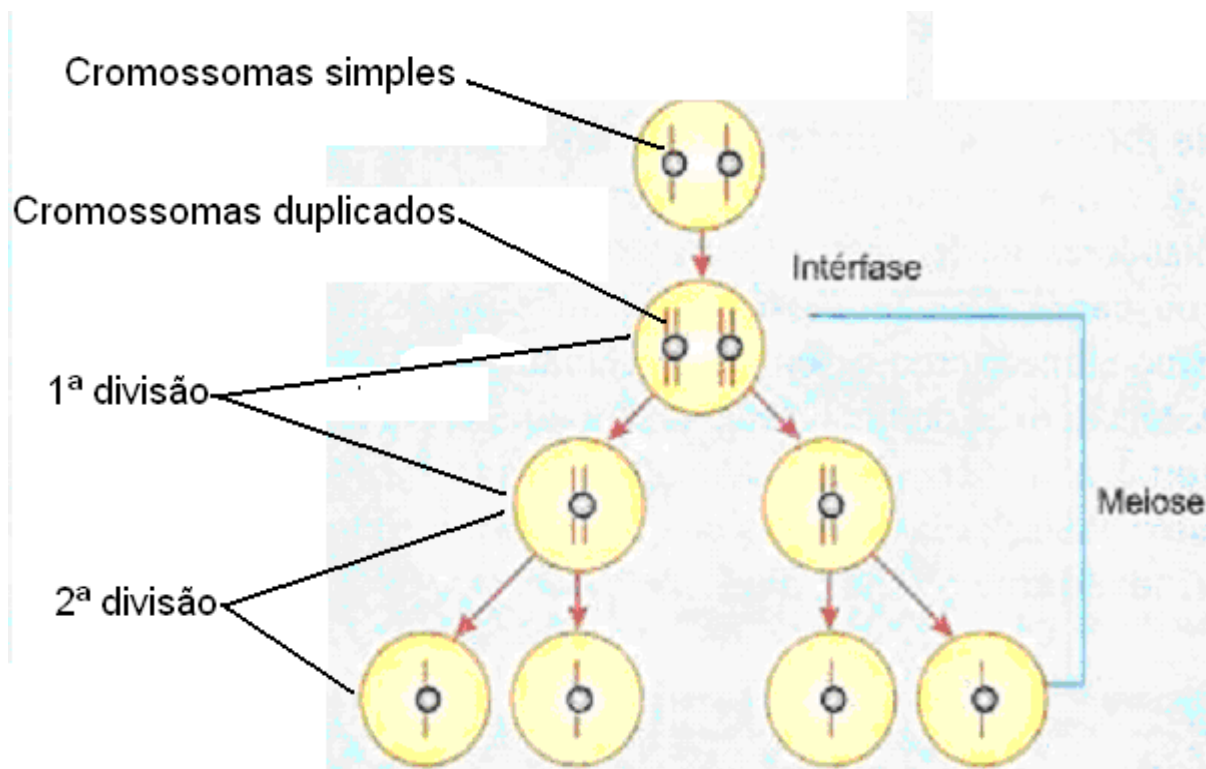 Cromossomas simples
Cromossomas duplicados
Intérfase
1ª divisão
Meiose
2ª divisão